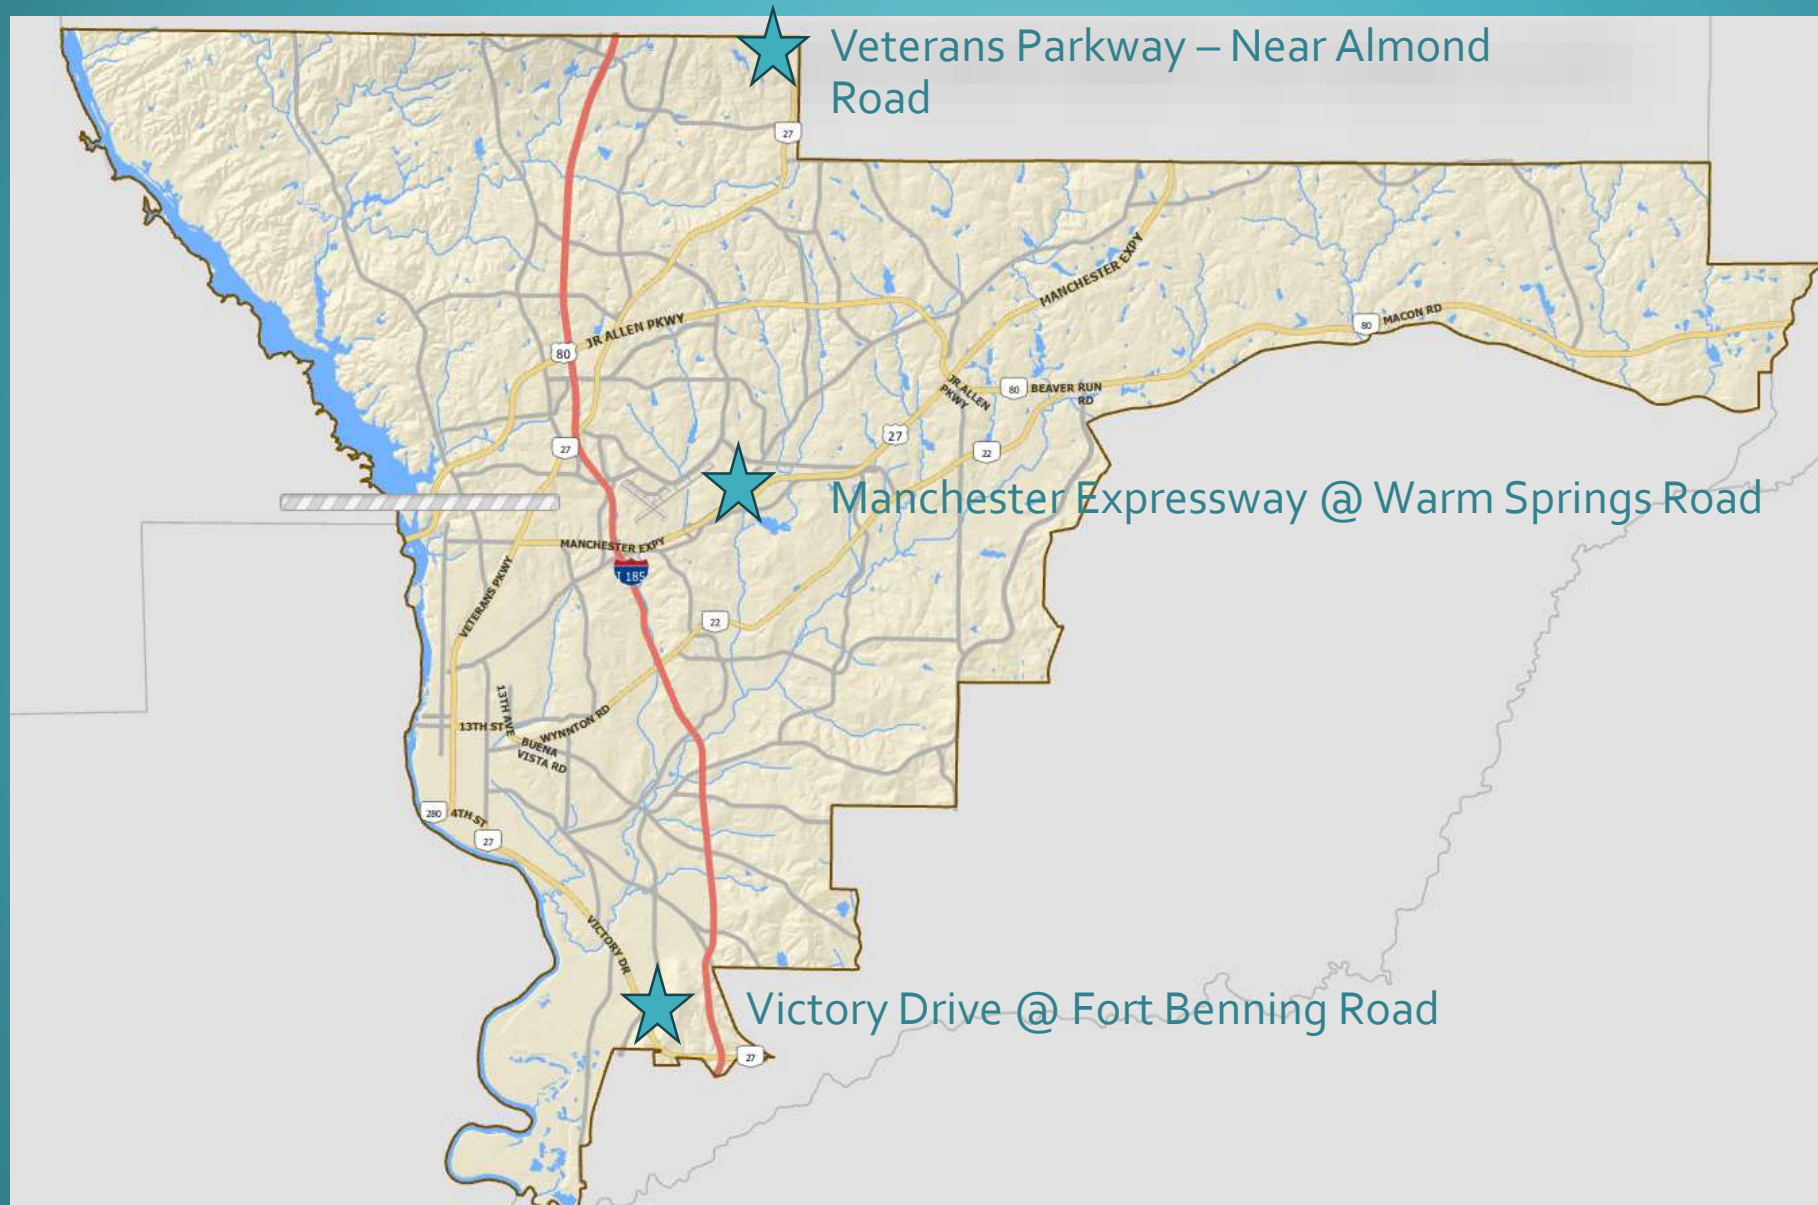 Veterans Parkway – Near Almond
Road
27
MANCHESTER EXPY
80 MACON RD
JR ALLEN PKWY
80
JR ALLEN
PKWY
80 BEAVER RUN
RD
27
27
22
Manchester Expressway @ Warm Springs Road
MANCHESTER EXPY
I 185
VETERANS PKWY
22
13TH AVE
13TH ST
WYNNTON RD
BUENA
VISTA RD
280 4TH ST
27
VICTORY DR
Victory Drive @ Fort Benning Road
27